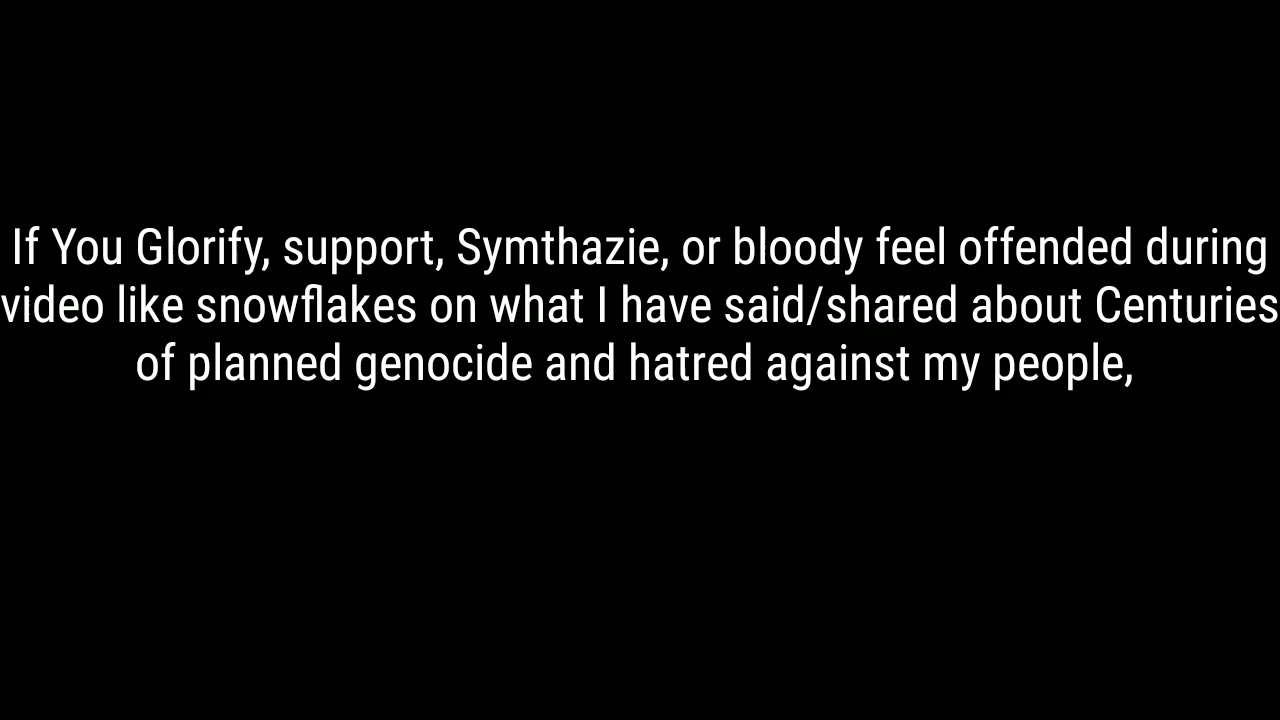 If You Glorify, support, Symthazie, or bloody feel offended during
video like snowflakes on what I have said/shared about Centuries
of planned genocide and hatred against my people,